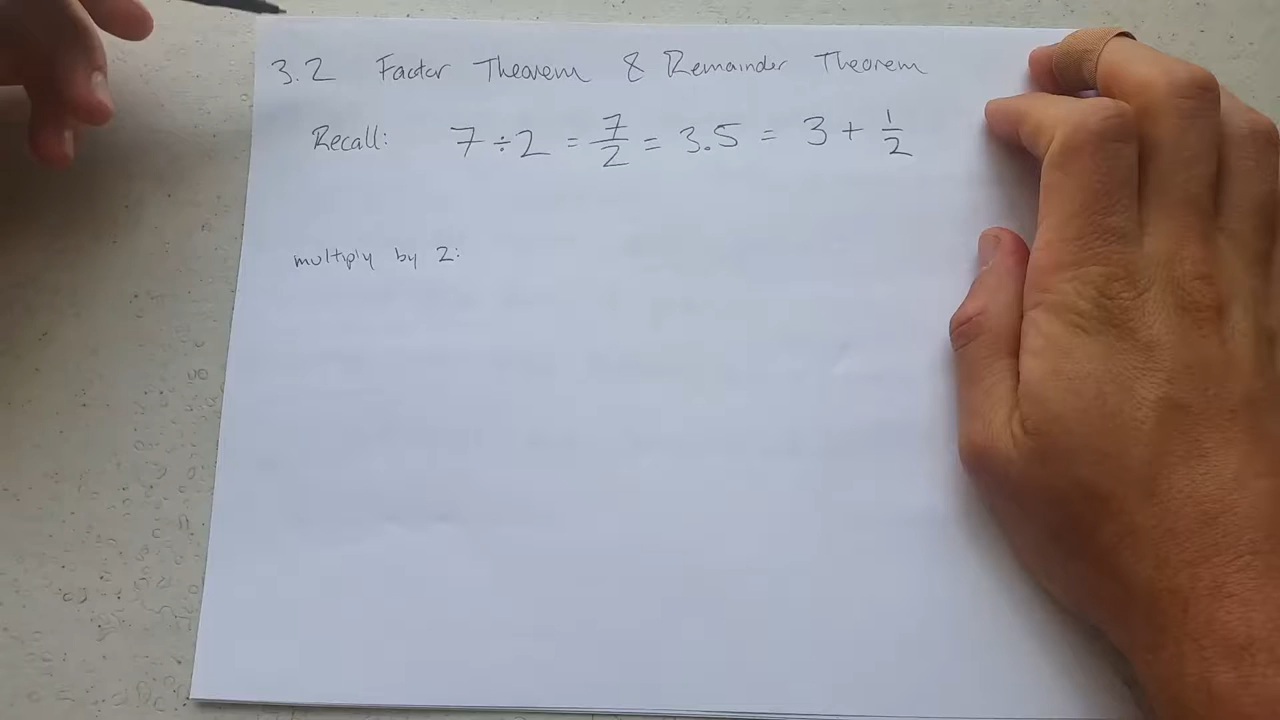 3.2 Factor Theorem & Remainder Theorem
Recall: 7 ÷ 2 = 7/2 = 3.5 = 3 + 1/2
multiply by 2: